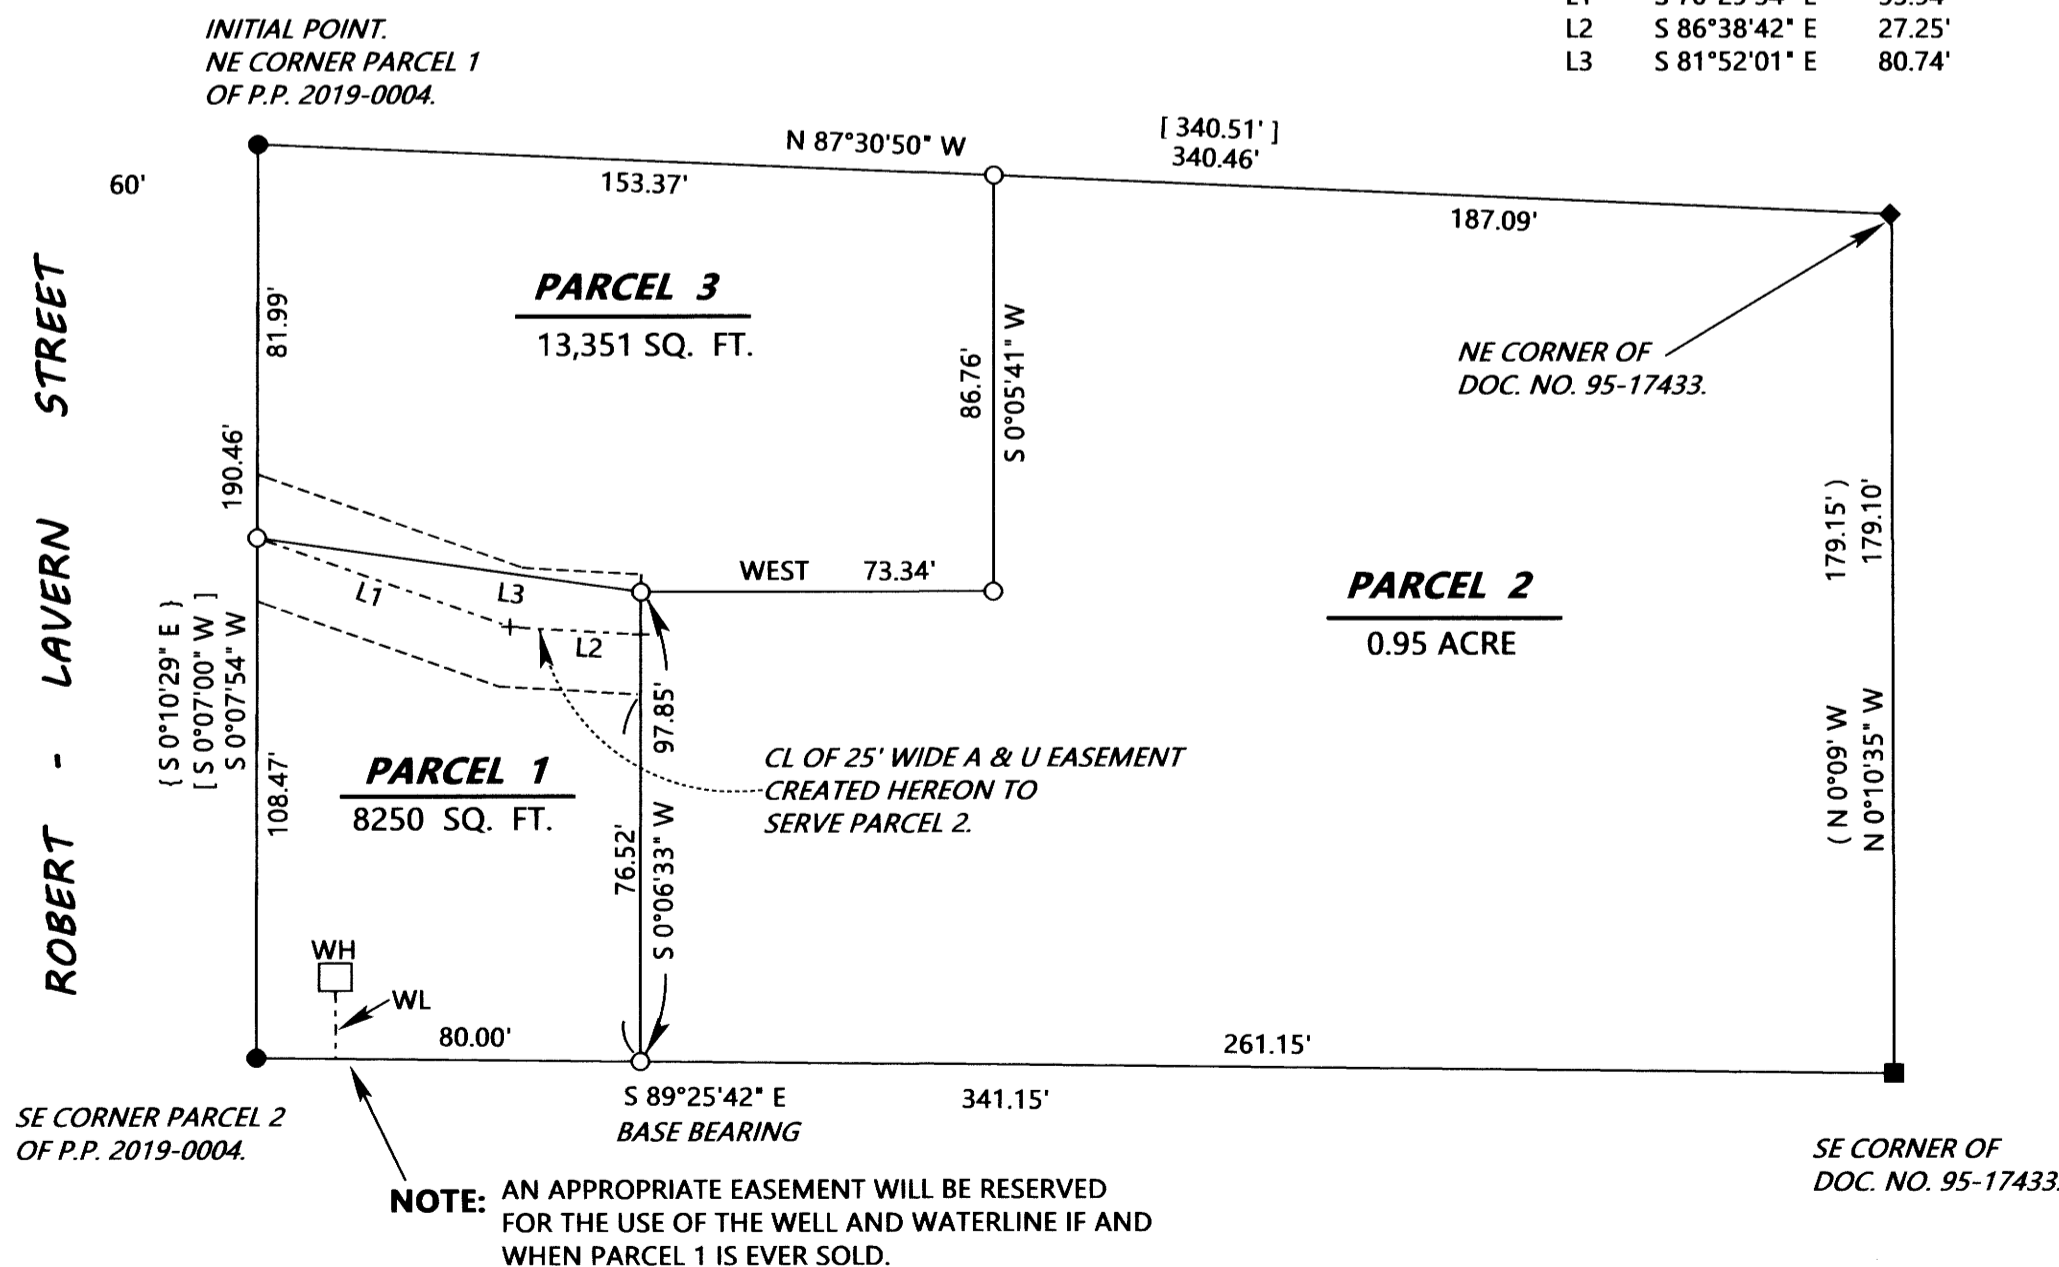 INITIAL POINT.
NE CORNER PARCEL 1
OF P.P. 2019-0004.
L2 S 86°38'42" E 27.25'
L3 S 81°52'01" E 80.74'
60'
N 87°30'50" W
[ 340.51' ]
340.46'
153.37'
187.09'
ROBERT - LAVERN STREET
81.99'
190.46'
PARCEL 3
13,351 SQ. FT.
86.76'
S 0°05'41" W
NE CORNER OF
DOC. NO. 95-17433.
179.15' )
179.10'
WEST 73.34'
L1
L3
L2
PARCEL 2
0.95 ACRE
{ S 0°10'29" E }
[ S 0°07'00" W ]
S 0°07'54" W
108.47'
PARCEL 1
8250 SQ. FT.
97.85'
76.52'
S 0°06'33" W
CL OF 25' WIDE A & U EASEMENT
CREATED HEREON TO
SERVE PARCEL 2.
( N 0°09' W
N 0°10'35" W
WH
WL
80.00'
261.15'
S 89°25'42" E
341.15'
BASE BEARING
SE CORNER PARCEL 2
OF P.P. 2019-0004.
SE CORNER OF
DOC. NO. 95-17433.
NOTE: AN APPROPRIATE EASEMENT WILL BE RESERVED
FOR THE USE OF THE WELL AND WATERLINE IF AND
WHEN PARCEL 1 IS EVER SOLD.